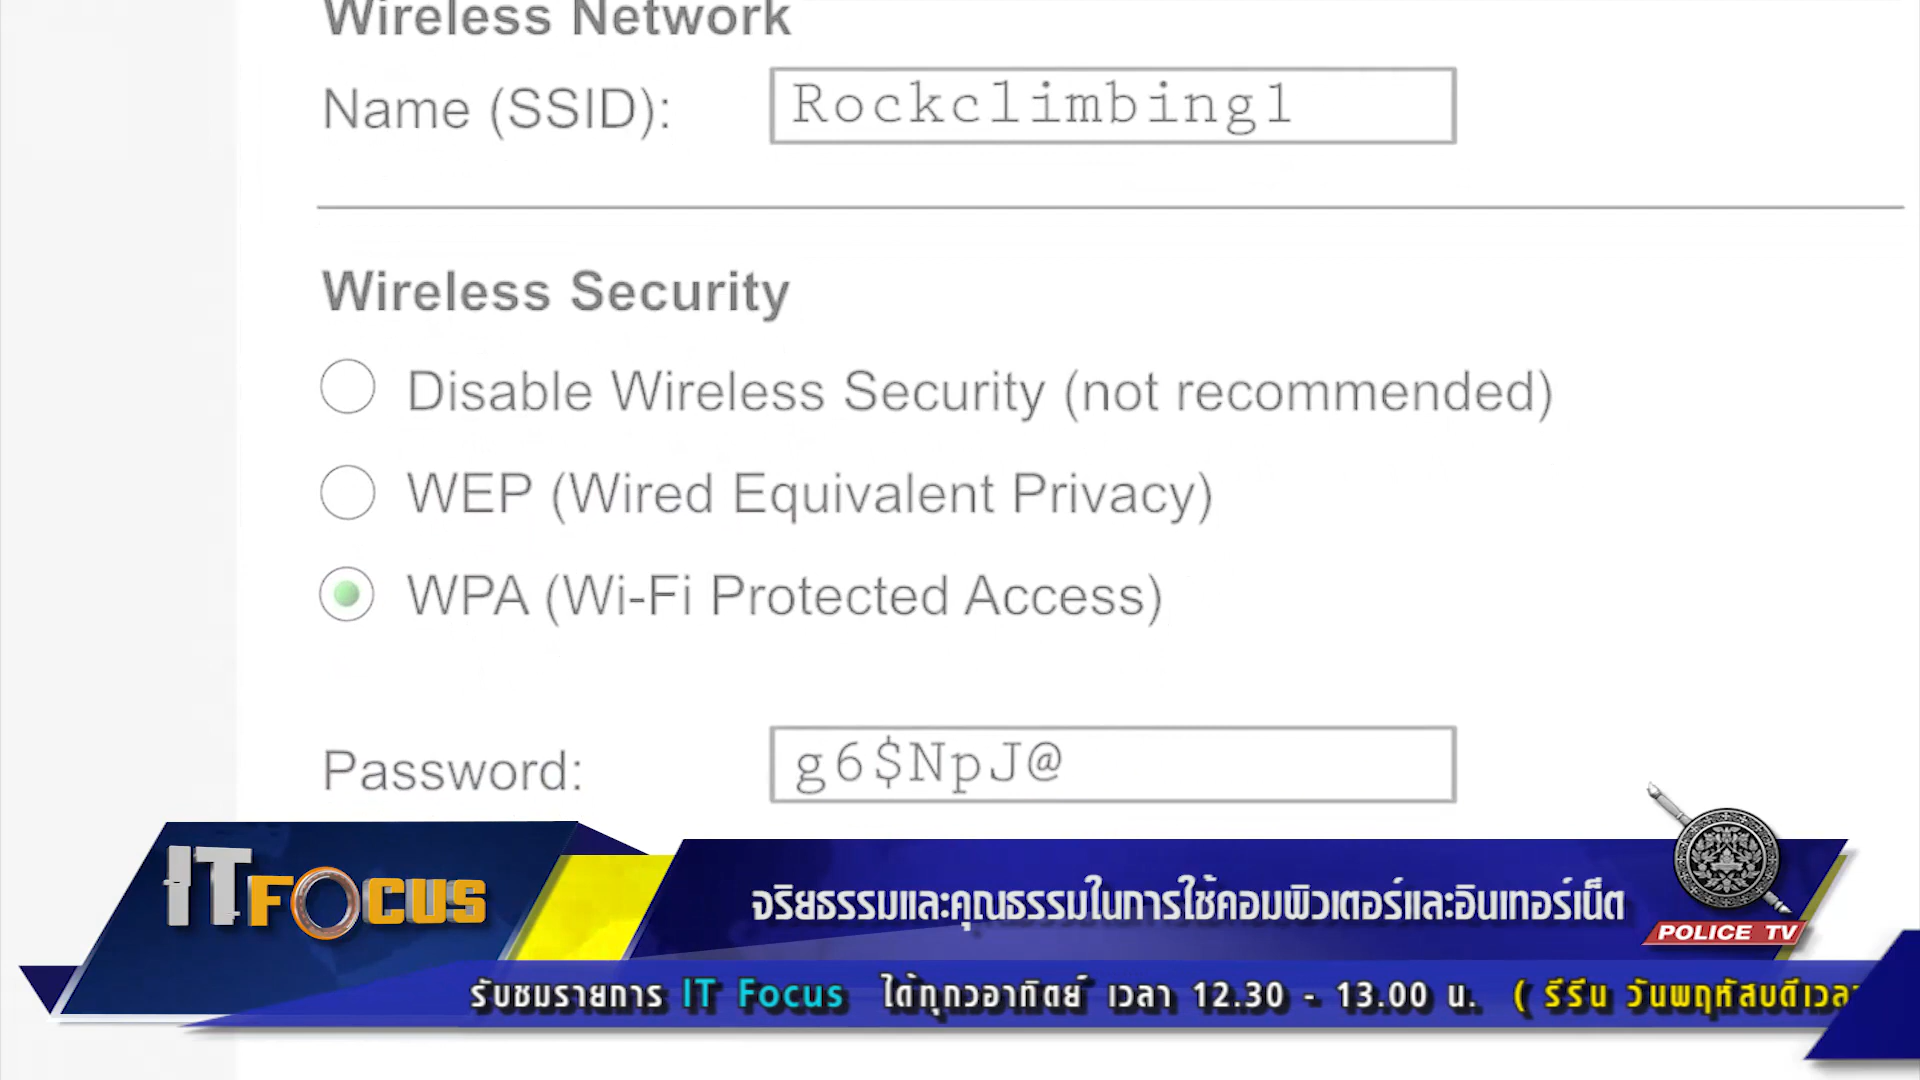 Wireless Network
Name (SSID): Rockclimbing1
Wireless Security
Disable Wireless Security (not recommended)
WEP (Wired Equivalent Privacy)
WPA (Wi-Fi Protected Access)
Password: g6$NpJ@
IT FOCUS
จริยธรรมและคุณธรรมในการใช้คอมพิวเตอร์และอินเทอร์เน็ต
POLICE TV
รับชมรายการ IT Focus ได้ทุกวอาทิตย์ เวลา 12.30 - 13.00 น. ( รีรีน วันพฤหัสบดีเวลา